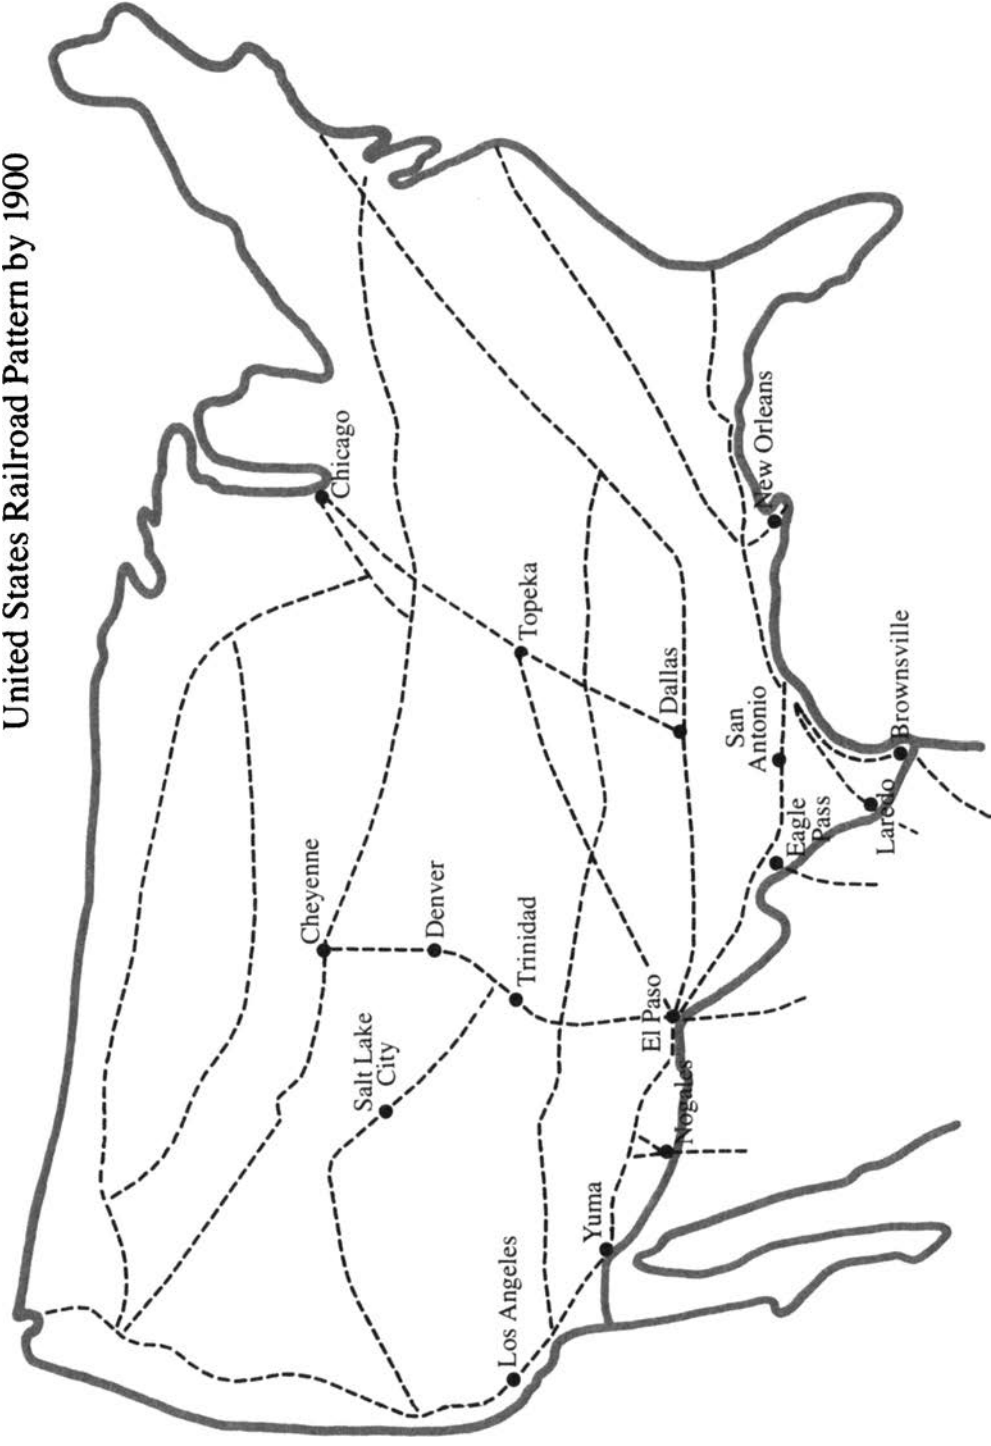 United States Railroad Pattern by 1900
Chicago
Cheyenne
Salt Lake
City
Denver
Topeka
Trinidad
Los Angeles
Yuma
Nogales
El Paso
Dallas
San
Antonio
Eagle
Pass
New Orleans
Laredo
Brownsville